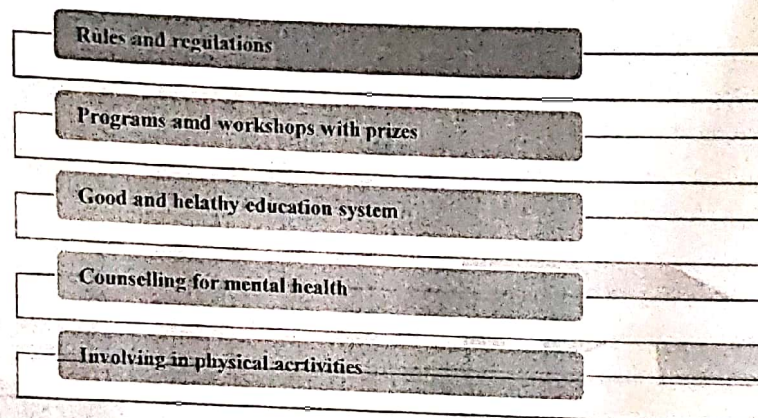 Rules and regulations
Programs amd workshops with prizes
Good and helathy education system
Counselling for mental health
Involving in physical acrtivities